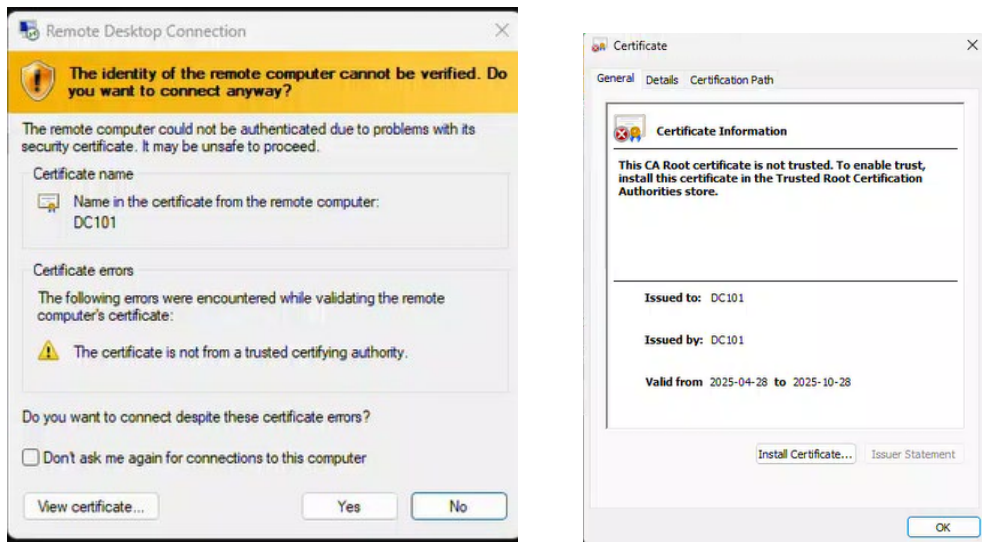 Remote Desktop Connection
The identity of the remote computer cannot be verified. Do
you want to connect anyway?
The remote computer could not be authenticated due to problems with its
security certificate. It may be unsafe to proceed.
Certificate name
Name in the certificate from the remote computer:
DC101
Certificate errors
The following errors were encountered while validating the remote
computer's certificate:
The certificate is not from a trusted certifying authority.
Do you want to connect despite these certificate errors?
Don't ask me again for connections to this computer
View certificate...
Yes
No
Certificate
General
Details
Certification Path
Certificate Information
This CA Root certificate is not trusted. To enable trust,
install this certificate in the Trusted Root Certification
Authorities store.
Issued to: DC101
Issued by: DC101
Valid from 2025-04-28 to 2025-10-28
Install Certificate...
Issuer Statement
OK